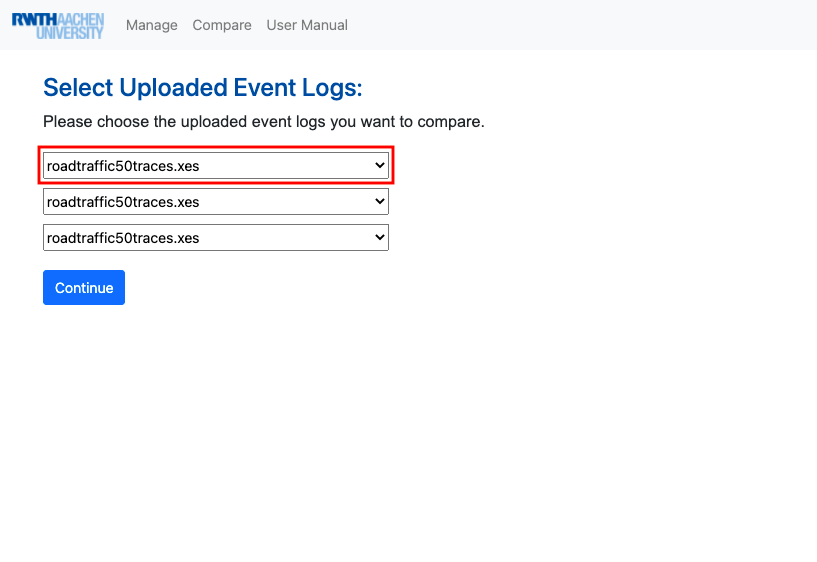 RWTHAACHEN
UNIVERSITY
Manage Compare User Manual
Select Uploaded Event Logs:
Please choose the uploaded event logs you want to compare.
roadtraffic50traces.xes
roadtraffic50traces.xes
roadtraffic50traces.xes
Continue